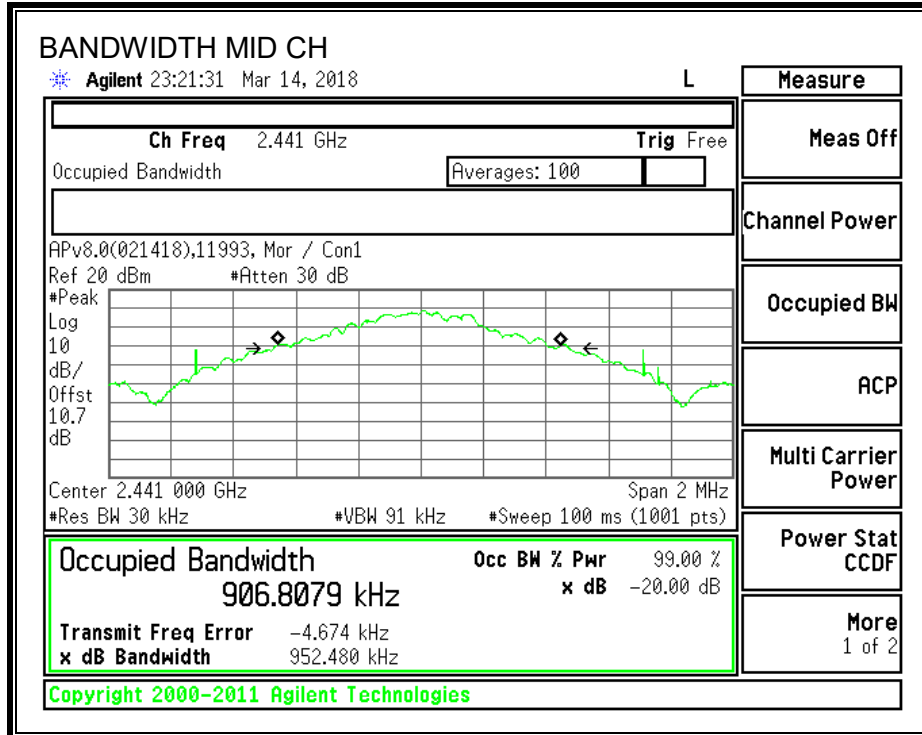 BANDWIDTH MID CH
Agilent 23:21:31 Mar 14, 2018 L
Measure
Ch Freq 2.441 GHz Trig Free
Meas Off
Occupied Bandwidth Averages: 100
Channel Power
APv8.0(021418),11993, Mor / Con1
Ref 20 dBm #Atten 30 dB
#Peak
Log
10
dB/
Offst
10.7
dB
Occupied BW
ACP
Multi Carrier
Power
Center 2.441 000 GHz Span 2 MHz
#Res BW 30 kHz #VBW 91 kHz #Sweep 100 ms (1001 pts)
Power Stat
CCDF
Occupied Bandwidth Occ BW % Pwr 99.00 %
906.8079 kHz x dB -20.00 dB
Transmit Freq Error -4.674 kHz
x dB Bandwidth 952.480 kHz
More
1 of 2
Copyright 2000-2011 Agilent Technologies